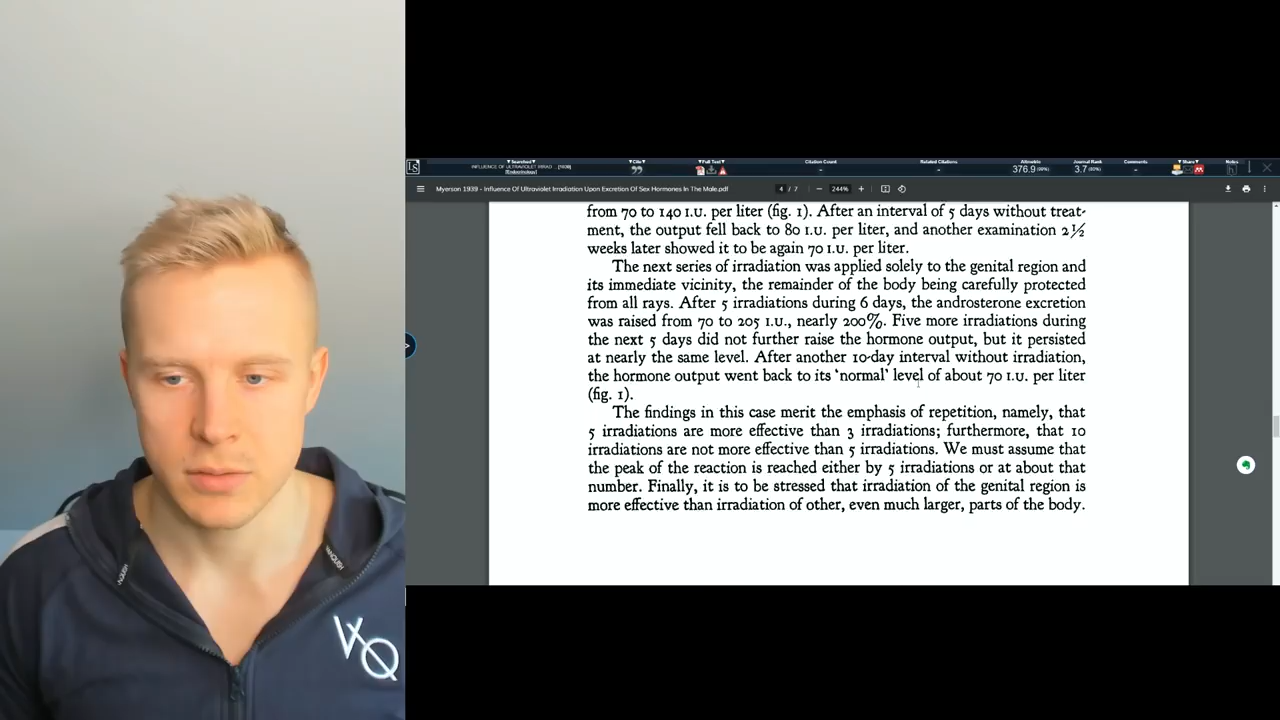 Searched
INFLUENCE OF ULTRAVIOLET IRRAD ... [1939]
[Endocrinology]
Cite
Full Text
Citation Count
-
Related Citations
-
Altmetric
376.9 (99%)
Journal Rank
3.7
Comments
-
Share
Notes
Myerson 1939 - Influence Of Ultraviolet Irradiation Upon Excretion Of Sex Hormones In The Male.pdf
4 / 7
244%
from 70 to 140 I.U. per liter (fig. 1). After an interval of 5 days without treat-
ment, the output fell back to 80 I.U. per liter, and another examination 2½
weeks later showed it to be again 70 I.U. per liter.
The next series of irradiation was applied solely to the genital region and
its immediate vicinity, the remainder of the body being carefully protected
from all rays. After 5 irradiations during 6 days, the androsterone excretion
was raised from 70 to 205 I.U., nearly 200%. Five more irradiations during
the next 5 days did not further raise the hormone output, but it persisted
at nearly the same level. After another 10-day interval without irradiation,
the hormone output went back to its ‘normal’ level of about 70 I.U. per liter
(fig. 1).
The findings in this case merit the emphasis of repetition, namely, that
5 irradiations are more effective than 3 irradiations; furthermore, that 10
irradiations are not more effective than 5 irradiations. We must assume that
the peak of the reaction is reached either by 5 irradiations or at about that
number. Finally, it is to be stressed that irradiation of the genital region is
more effective than irradiation of other, even much larger, parts of the body.